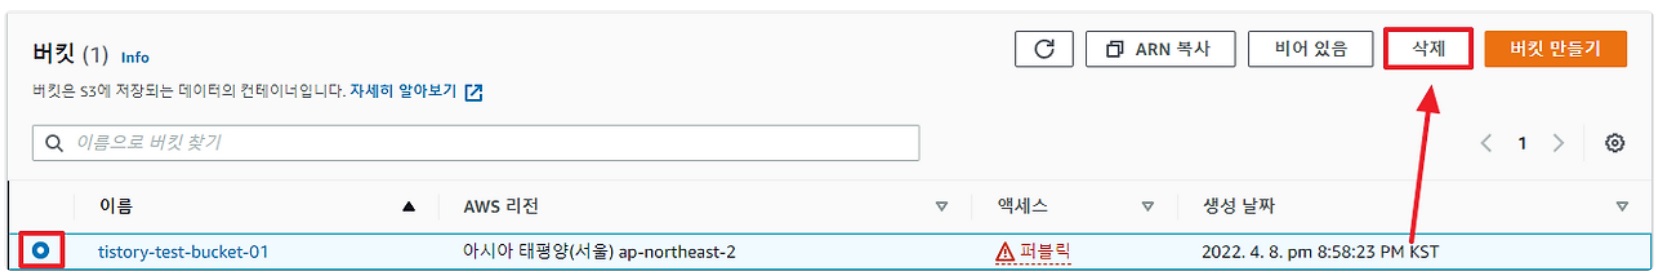 버킷 (1) Info
ARN 복사 비어 있음 삭제 버킷 만들기
버킷은 S3에 저장되는 데이터의 컨테이너입니다. 자세히 알아보기
이름으로 버킷 찾기
1
이름 AWS 리전 액세스 생성 날짜
tistory-test-bucket-01 아시아 태평양(서울) ap-northeast-2 퍼블릭 2022. 4. 8. pm 8:58:23 PM KST